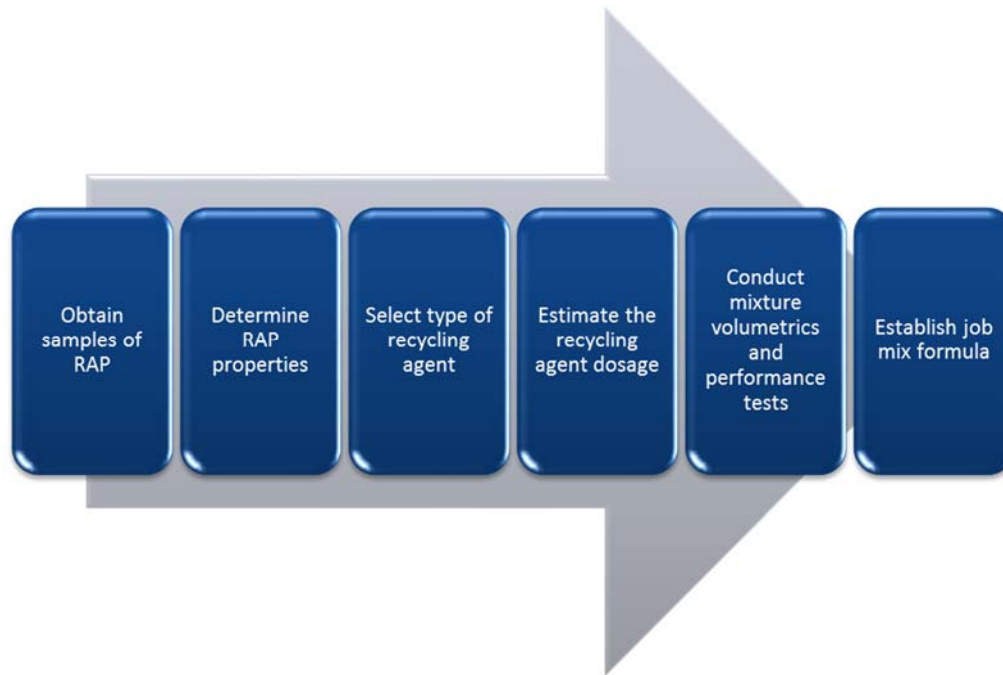 Obtain
samples of
RAP
Determine
RAP
properties
Select type of
recycling
agent
Estimate the
recycling
agent dosage
Conduct
mixture
volumetrics
and
performance
tests
Establish job
mix formula